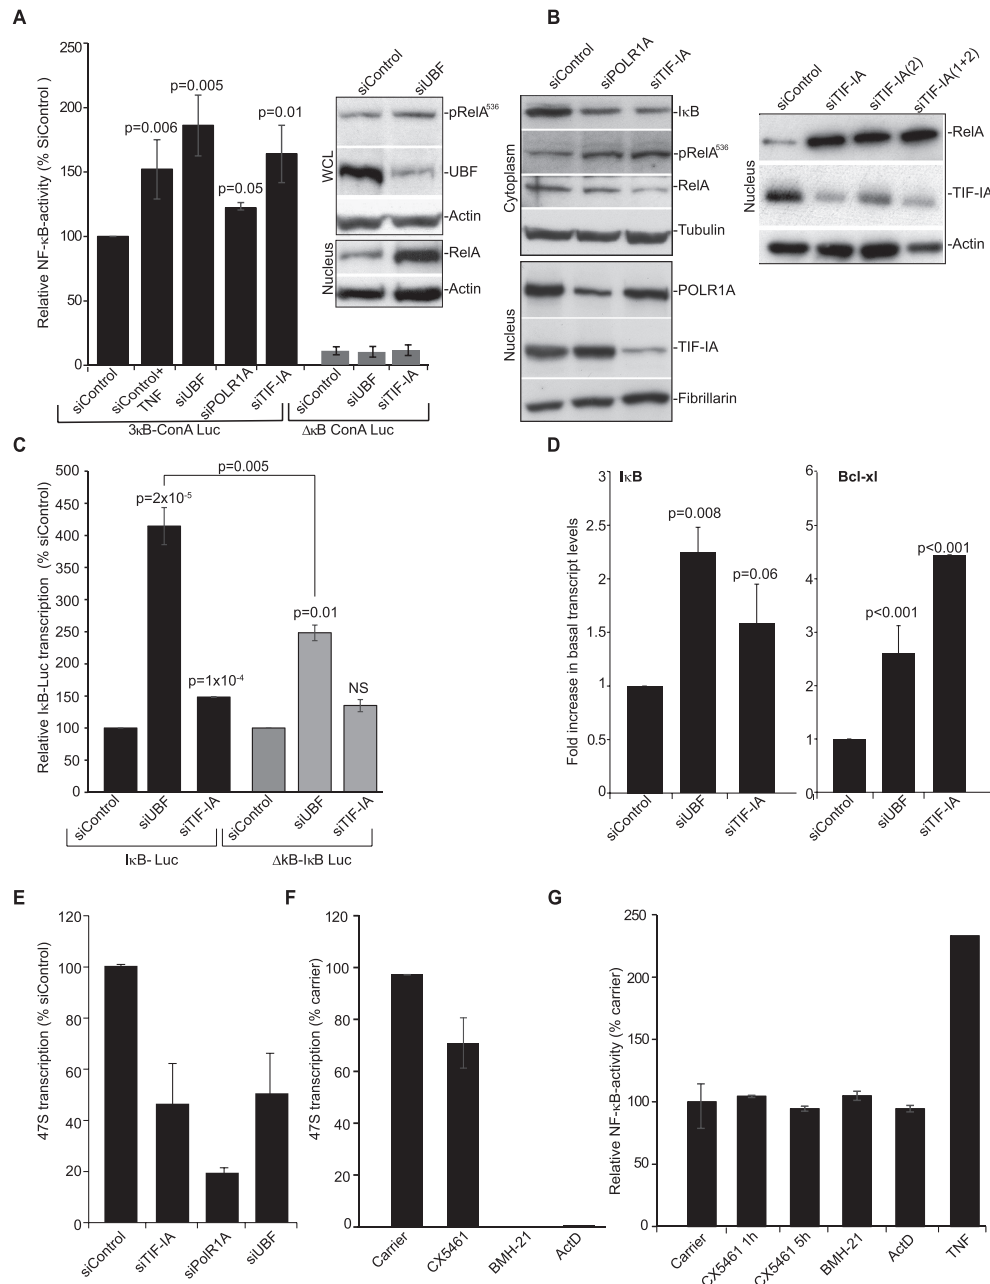 A
250
200
150
100
50
0
Relative NF-κB-activity (% SiControl )
p=0.006
p=0.005
p=0.05
p=0.01
siControl
siControl+
TNF
siUBF
siPOLR1A
siTIF-IA
siControl
siUBF
siTIF-IA
3κB-ConA Luc
ΔκB ConA Luc
siControl
siUBF
WCL
-pRelA536
-UBF
-Actin
Nucleus
-RelA
-Actin
B
siControl
siPOLR1A
siTIF-IA
Cytoplasm
-IκB
-pRelA536
-RelA
-Tubulin
Nucleus
-POLR1A
-TIF-IA
-Fibrillarin
siControl
siTIF-IA
siTIF-IA(2)
siTIF-IA(1+2)
Nucleus
-RelA
-TIF-IA
-Actin
C
500
450
400
350
300
250
200
150
100
50
0
Relative IκB-Luc transcription (% siControl)
p=0.005
p=2x10-5
p=1x10-4
p=0.01
NS
siControl
siUBF
siTIF-IA
siControl
siUBF
siTIF-IA
IκB- Luc
ΔkB-IκB Luc
D
IκB
3
2.5
2
1.5
1
0.5
0
Fold increase in basal transcript levels
p=0.008
p=0.06
siControl
siUBF
siTIF-IA
Bcl-xl
6
5
4
3
2
1
0
p<0.001
p<0.001
siControl
siUBF
siTIF-IA
E
120
100
80
60
40
20
0
47S transcription (% siControl)
siControl
siTIF-IA
siPolR1A
siUBF
F
120
100
80
60
40
20
0
47S transcription (% carrier)
Carrier
CX5461
BMH-21
ActD
G
250
200
150
100
50
0
Relative NF-κB-activity (% carrier)
Carrier
CX5461 1h
CX5461 5h
BMH-21
ActD
TNF